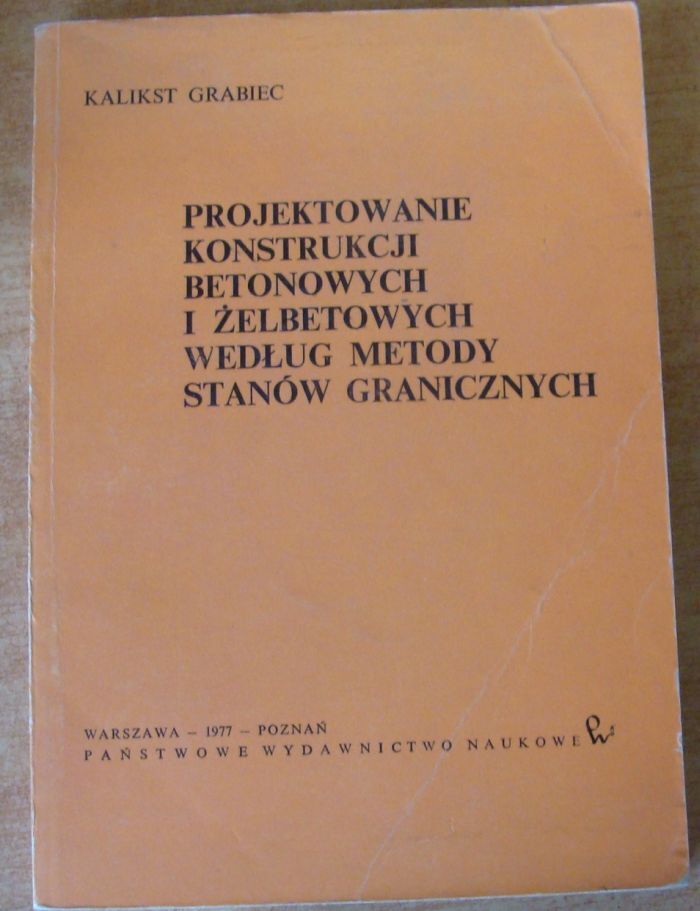 KALIKST GRABIEC
PROJEKTOWANIE
KONSTRUKCJI
BETONOWYCH
I ŻELBETOWYCH
WEDŁUG METODY
STANÓW GRANICZNYCH
WARSZAWA – 1977 – POZNAŃ
PAŃSTWOWE WYDAWNICTWO NAUKOWE